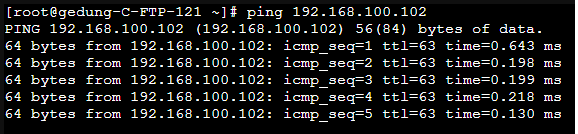 [root@gedung-C-FTP-121 ~]# ping 192.168.100.102
PING 192.168.100.102 (192.168.100.102) 56(84) bytes of data.
64 bytes from 192.168.100.102: icmp_seq=1 ttl=63 time=0.643 ms
64 bytes from 192.168.100.102: icmp_seq=2 ttl=63 time=0.198 ms
64 bytes from 192.168.100.102: icmp_seq=3 ttl=63 time=0.199 ms
64 bytes from 192.168.100.102: icmp_seq=4 ttl=63 time=0.218 ms
64 bytes from 192.168.100.102: icmp_seq=5 ttl=63 time=0.130 ms